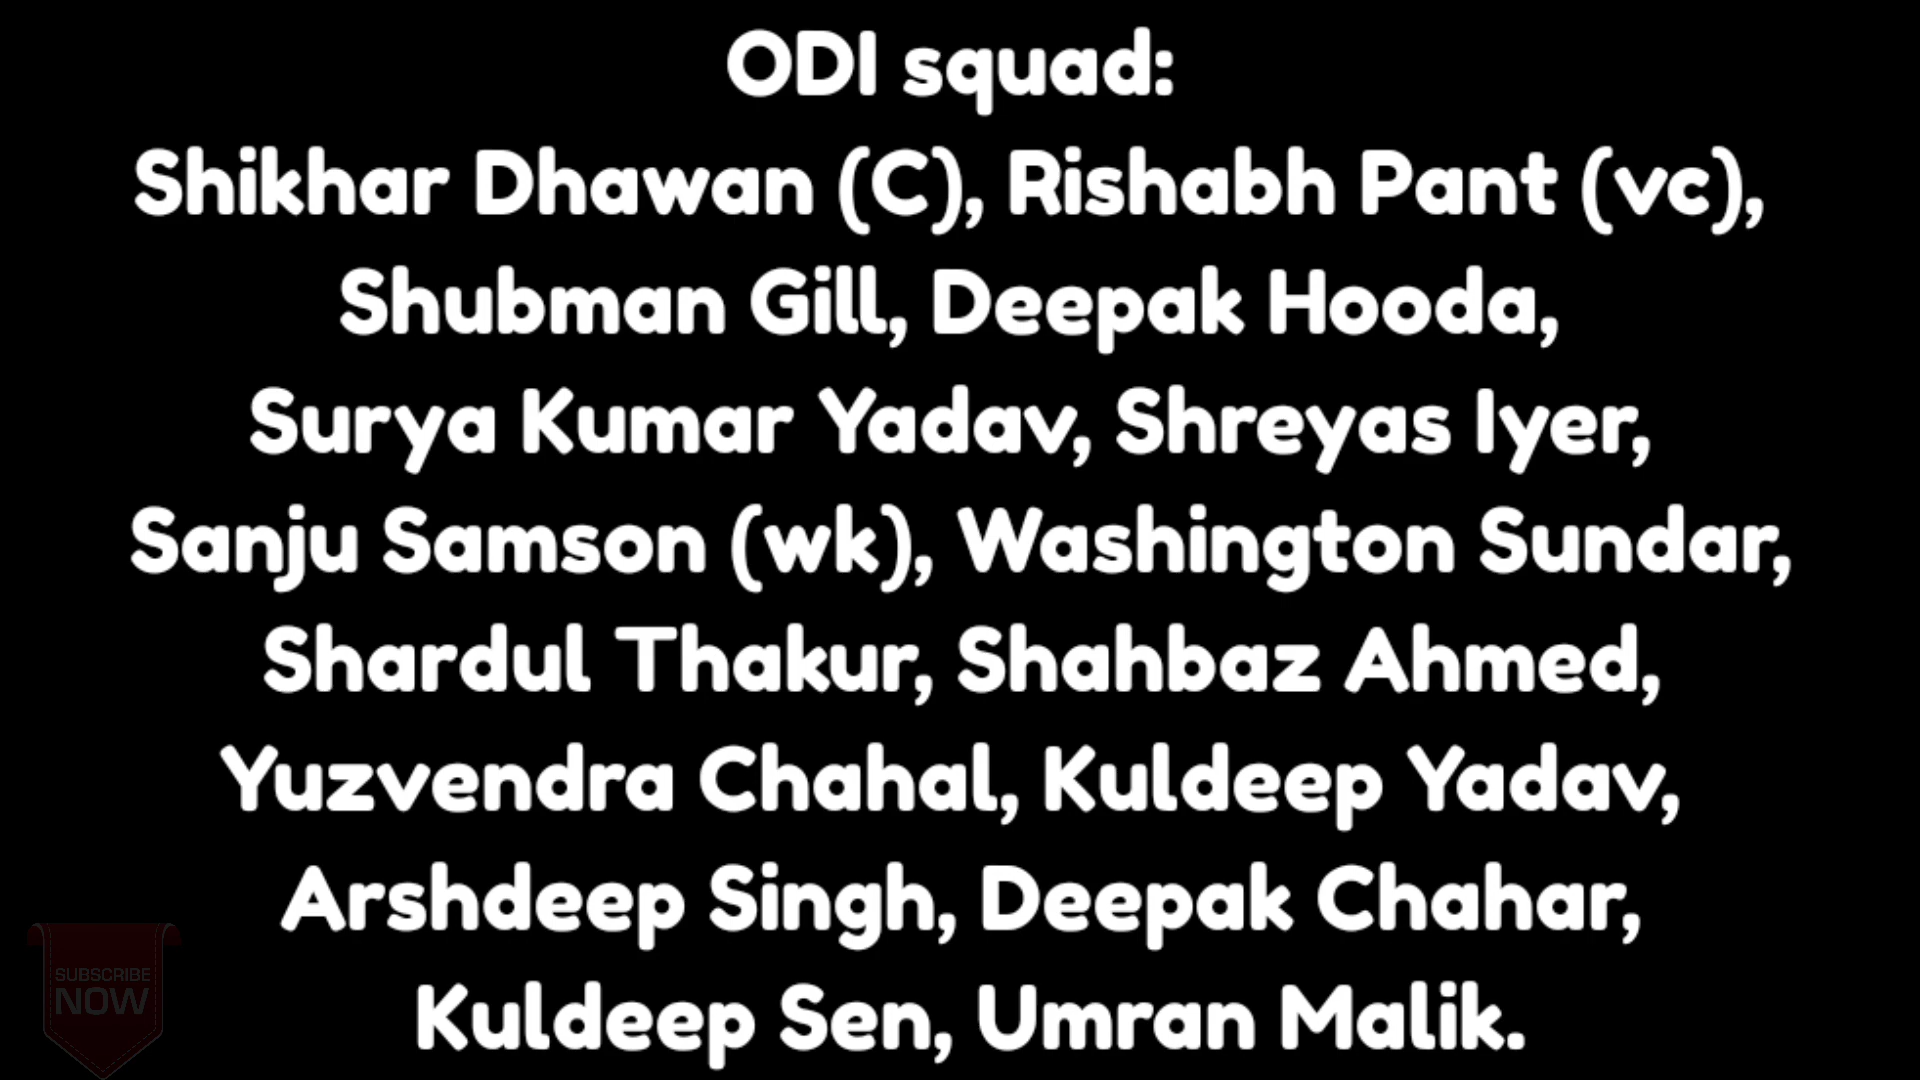 ODI squad:
Shikhar Dhawan (C), Rishabh Pant (vc),
Shubman Gill, Deepak Hooda,
Surya Kumar Yadav, Shreyas Iyer,
Sanju Samson (wk), Washington Sundar,
Shardul Thakur, Shahbaz Ahmed,
Yuzvendra Chahal, Kuldeep Yadav,
Arshdeep Singh, Deepak Chahar,
Kuldeep Sen, Umran Malik.
SUBSCRIBE
NOW